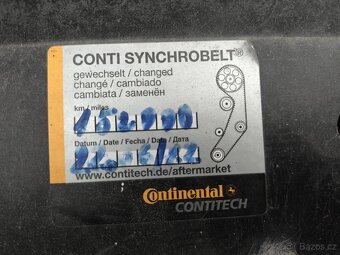 CONTI SYNCHROBELT®
gewechselt / changed
changé / cambiado
cambiata / заменён
km / miles
Datum / Date / Fecha / Data / Дата
www.contitech.de/aftermarket
Continental
CONTITECH